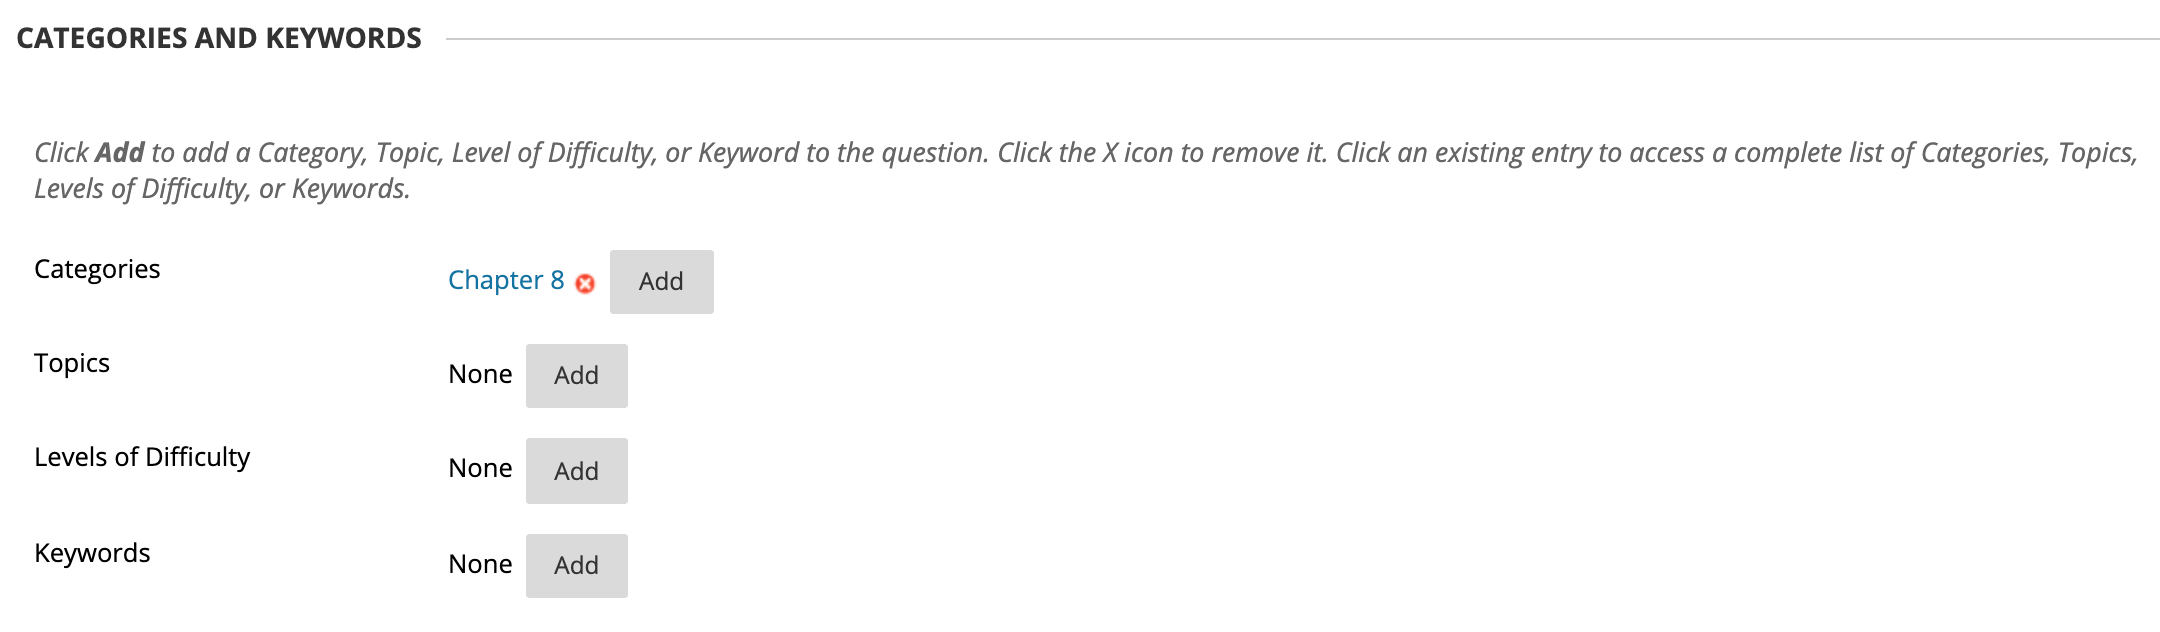 CATEGORIES AND KEYWORDS
Click Add to add a Category, Topic, Level of Difficulty, or Keyword to the question. Click the X icon to remove it. Click an existing entry to access a complete list of Categories, Topics,
Levels of Difficulty, or Keywords.
Categories Chapter 8 Add
Topics None Add
Levels of Difficulty None Add
Keywords None Add